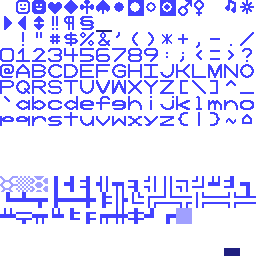 ☺☻♥♦♣♠•◘○◙♂♀ ♫☼
►◄↕‼¶§▬
! " # $ % & ' ( ) * + , - . /
0123456789:;<=>?
@ABCDEFGHIJKLMNO
PQRSTUVWXYZ[\]^_
`abcdefghijklmno
pqrstuvwxyz{|}~⌂
░▒▓│┤╡╢╖╕╣║╗╝╜╛┐
└┴┬├─┼╞╟╚╔╩╦╠═╬╧
╨╤╥╙╘╒╓╫╪┘┌█
■